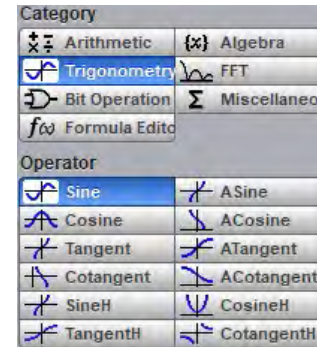 Category
Arithmetic {x} Algebra
Trigonometry FFT
Bit Operation Σ Miscellaneo
fω Formula Edito
Operator
Sine ASine
Cosine ACosine
Tangent ATangent
Cotangent ACotangent
SineH CosineH
TangentH CotangentH